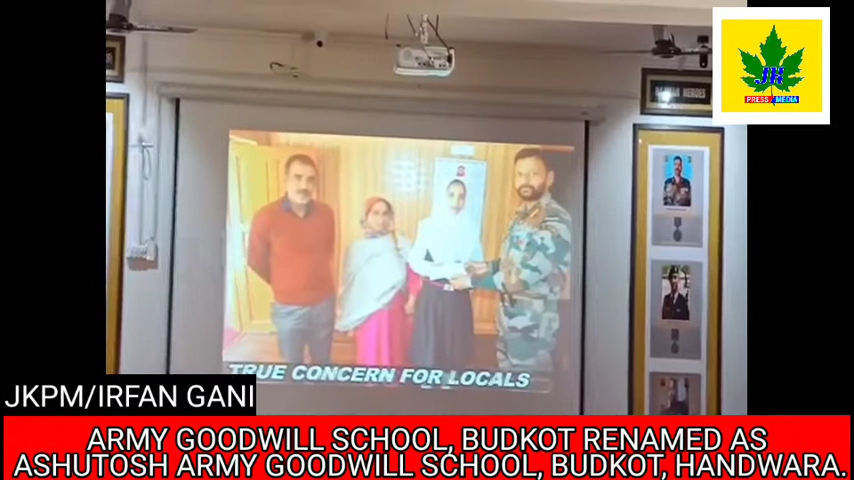 JK
PRESS MEDIA
TRUE CONCERN FOR LOCALS
JKPM/IRFAN GANI
ARMY GOODWILL SCHOOL, BUDKOT RENAMED AS
ASHUTOSH ARMY GOODWILL SCHOOL, BUDKOT, HANDWARA.